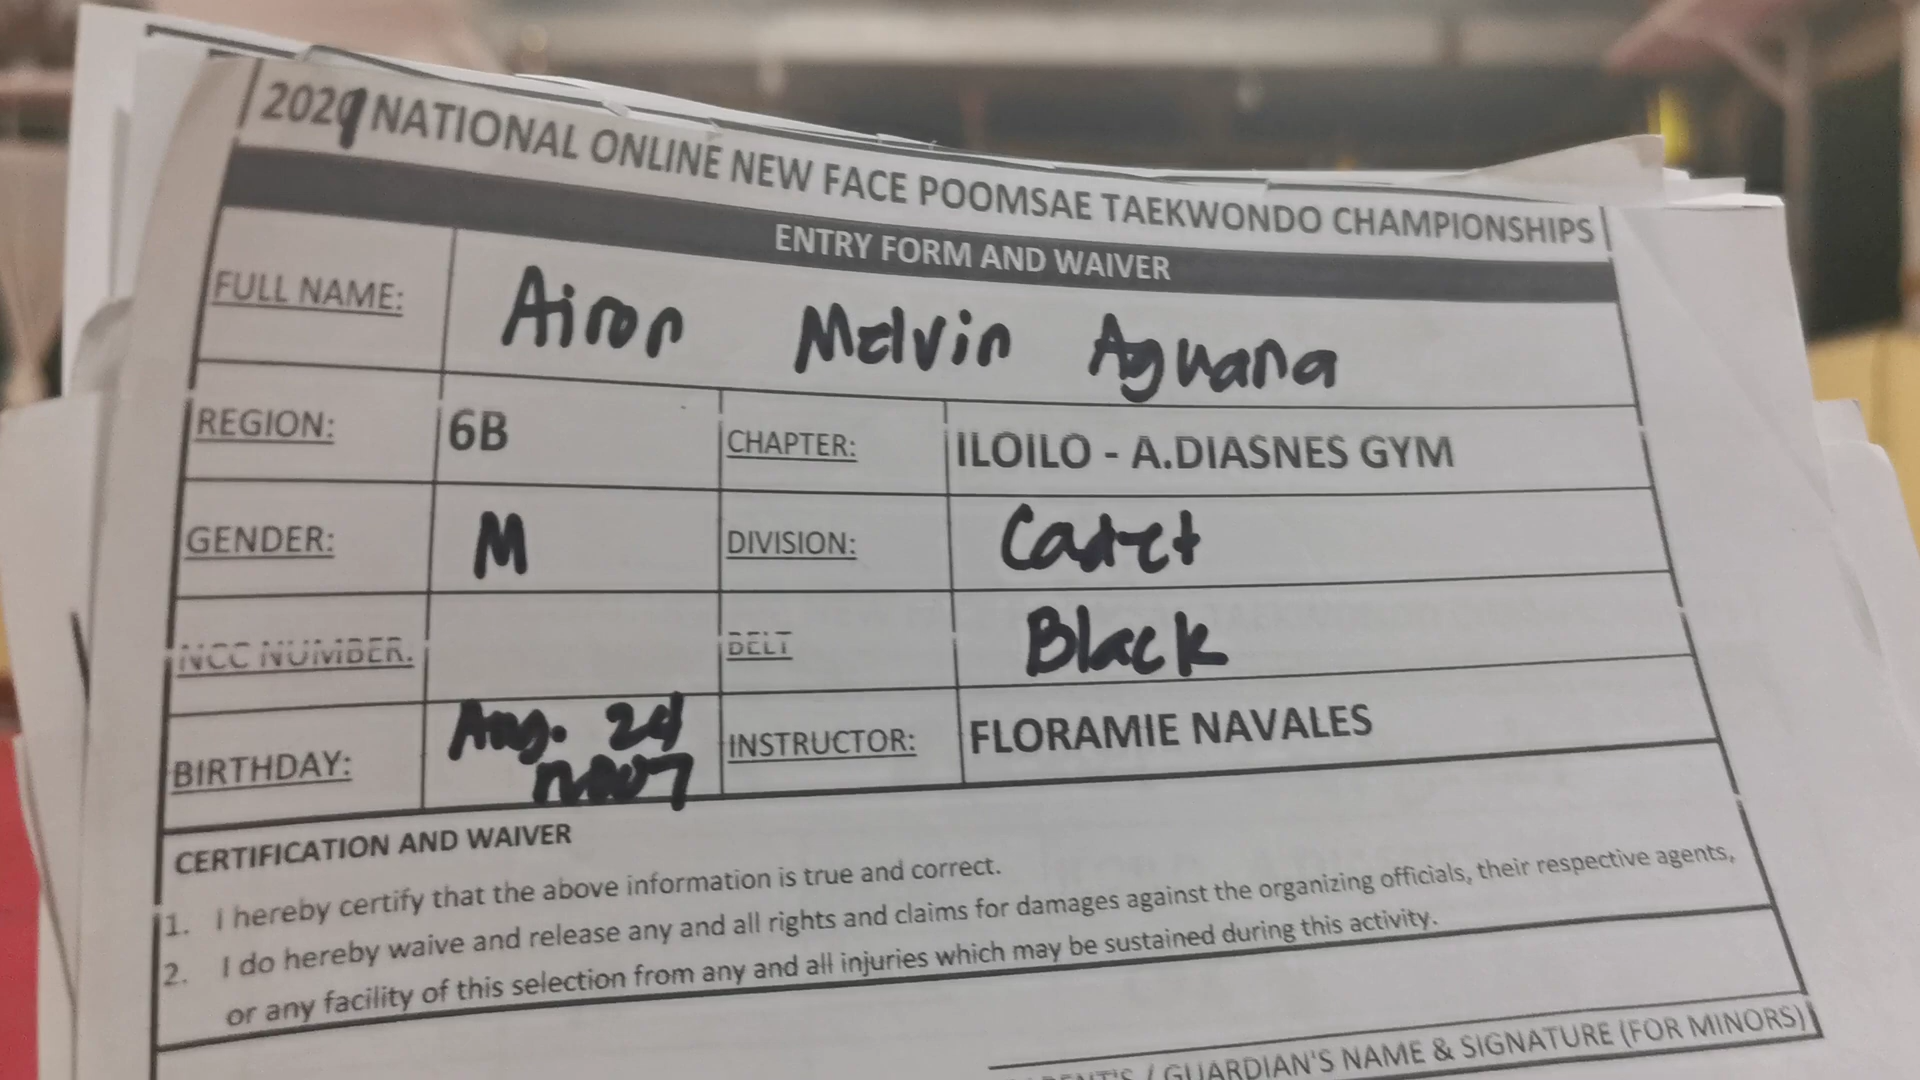 2021 NATIONAL ONLINE NEW FACE POOMSAE TAEKWONDO CHAMPIONSHIPS
ENTRY FORM AND WAIVER
FULL NAME: Airon Melvin Aguana
REGION: 6B CHAPTER: ILOILO - A.DIASNES GYM
GENDER: M DIVISION: Cadet
NCC NUMBER. BELT Black
BIRTHDAY: Aug. 24 INSTRUCTOR: FLORAMIE NAVALES
CERTIFICATION AND WAIVER
1. I hereby certify that the above information is true and correct.
2. I do hereby waive and release any and all rights and claims for damages against the organizing officials, their respective agents,
or any facility of this selection from any and all injuries which may be sustained during this activity.
PARENT'S / GUARDIAN'S NAME & SIGNATURE (FOR MINORS)